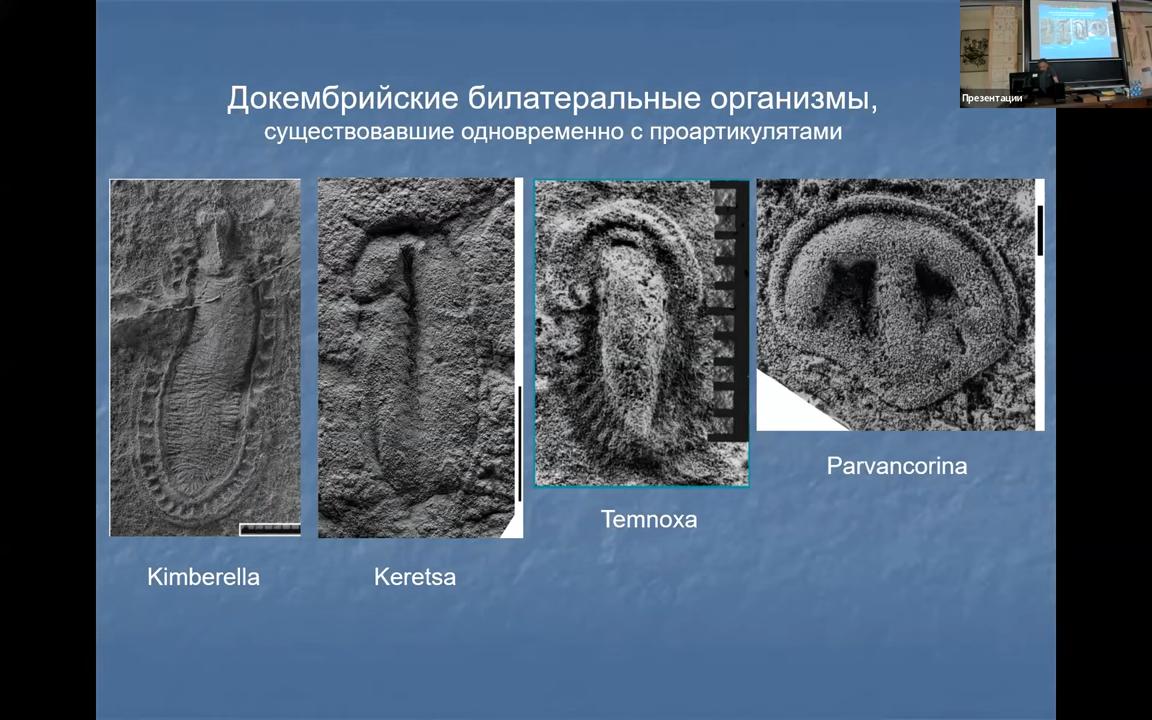 Презентации
Докембрийские билатеральные организмы,
существовавшие одновременно с проартикулятами
Parvancorina
Temnoxa
Kimberella
Keretsa